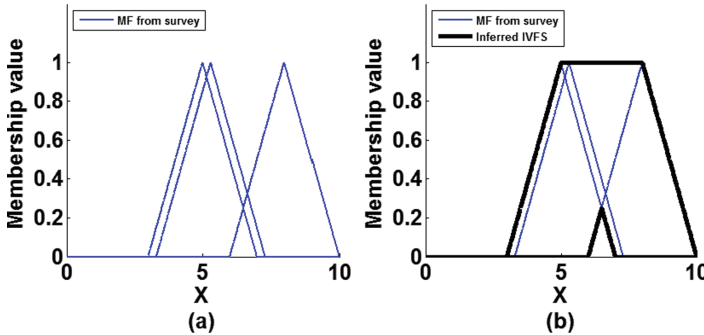 MF from survey
Membership value
1
0.8
0.6
0.4
0.2
0
0
5
10
X
(a)
MF from survey
Inferred IVFS
Membership value
1
0.8
0.6
0.4
0.2
0
0
5
10
X
(b)